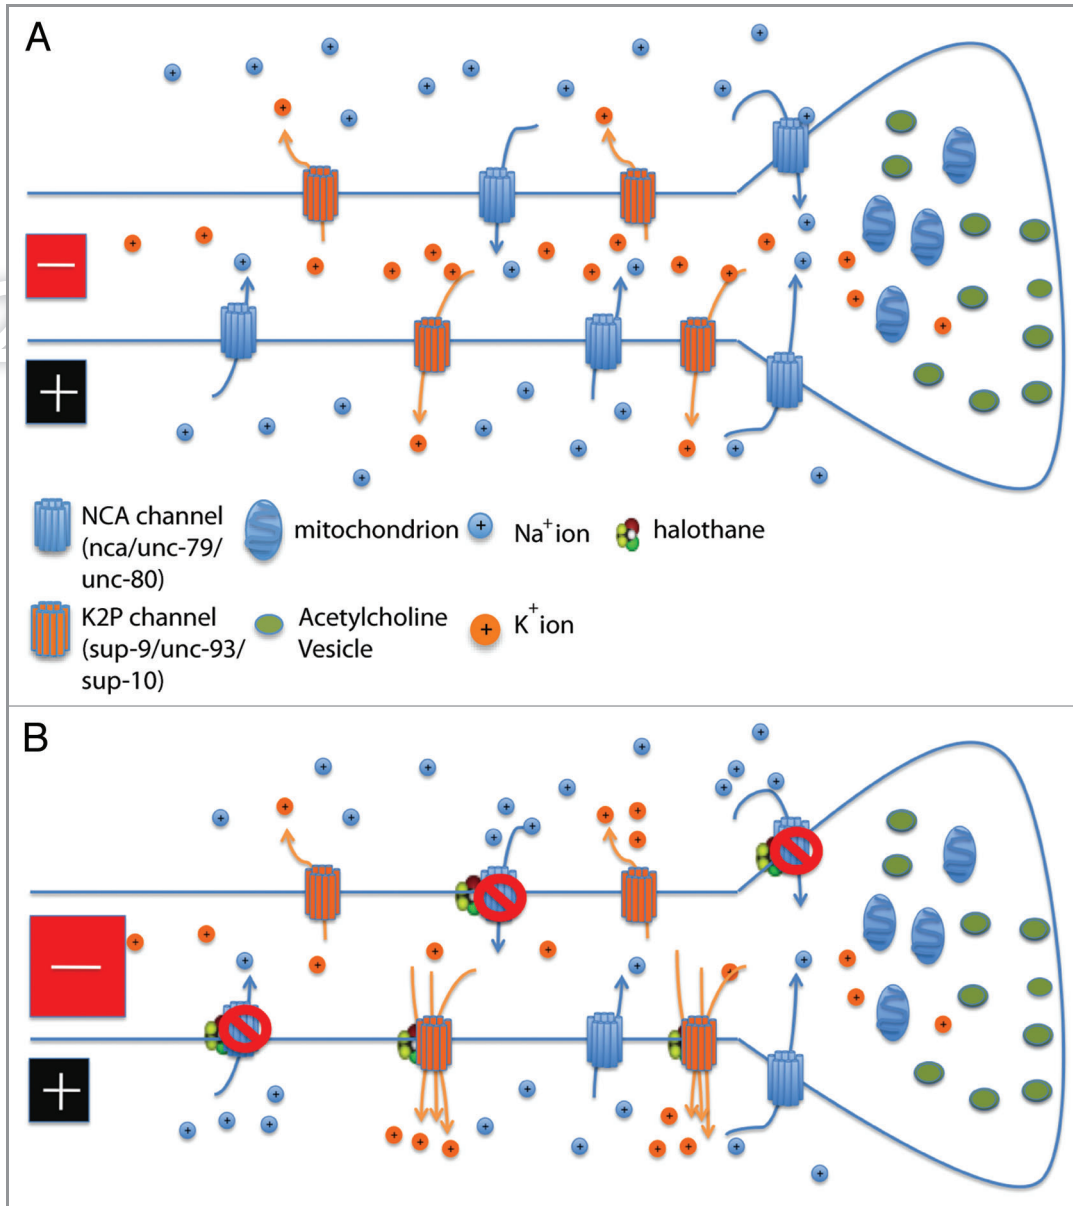 A
NCA channel
(nca/unc-79/
unc-80)
mitochondrion
Na+ ion
halothane
K2P channel
(sup-9/unc-93/
sup-10)
Acetylcholine
Vesicle
K+ ion
B